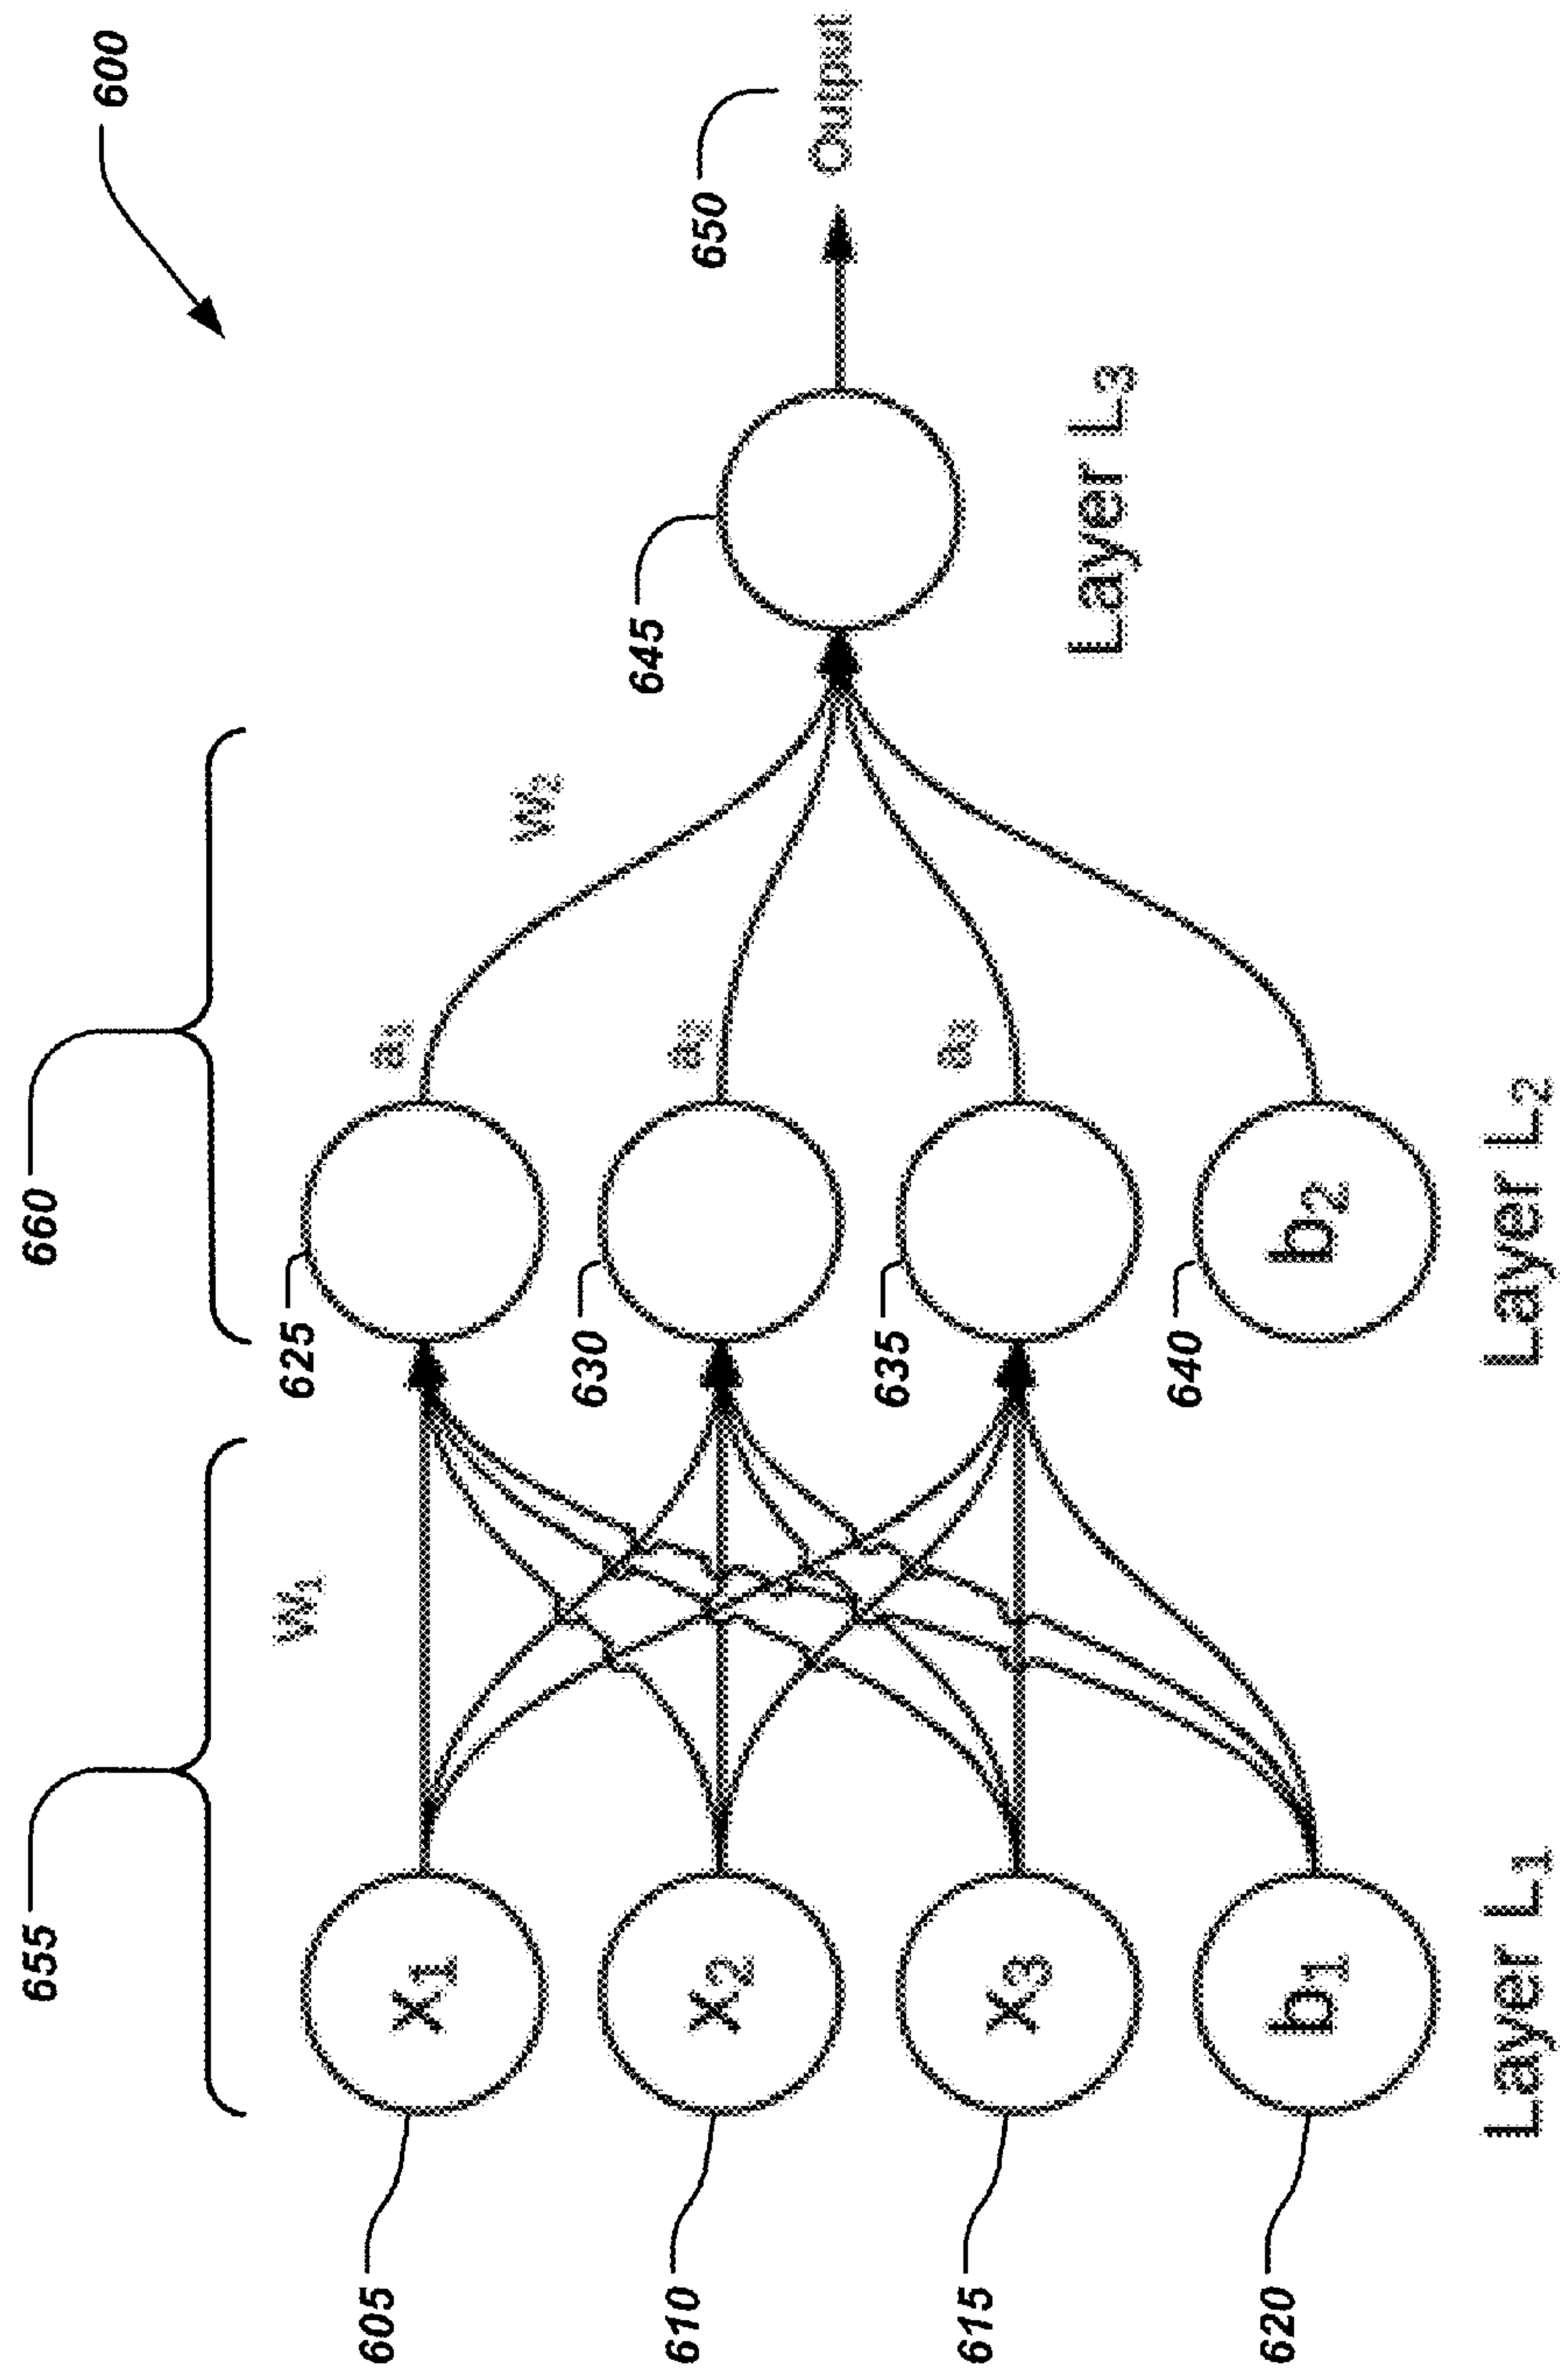 600
655
660
W₁
W₂
650
Output
645
605
x₁
625
a₁
610
x₂
630
a₂
615
x₃
635
a₃
620
b₁
640
b₂
Layer L₁
Layer L₂
Layer L₃